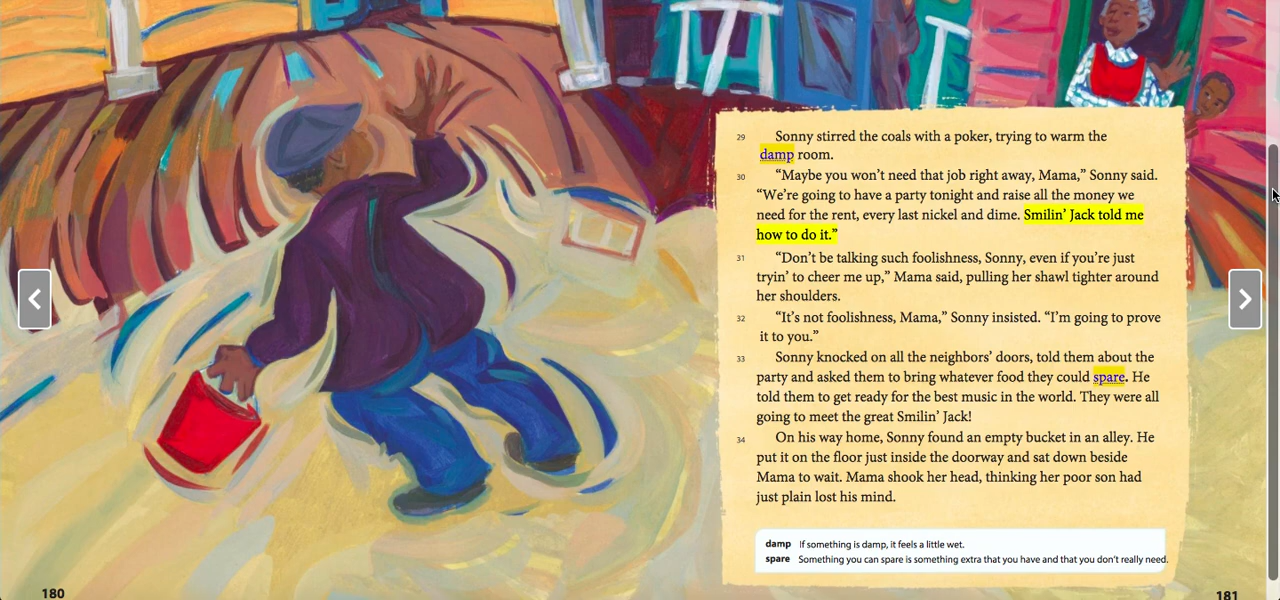 29 Sonny stirred the coals with a poker, trying to warm the
damp room.
30 “Maybe you won’t need that job right away, Mama,” Sonny said.
“We’re going to have a party tonight and raise all the money we
need for the rent, every last nickel and dime. Smilin’ Jack told me
how to do it.”
31 “Don’t be talking such foolishness, Sonny, even if you’re just
tryin’ to cheer me up,” Mama said, pulling her shawl tighter around
her shoulders.
32 “It’s not foolishness, Mama,” Sonny insisted. “I’m going to prove
it to you.”
33 Sonny knocked on all the neighbors’ doors, told them about the
party and asked them to bring whatever food they could spare. He
told them to get ready for the best music in the world. They were all
going to meet the great Smilin’ Jack!
34 On his way home, Sonny found an empty bucket in an alley. He
put it on the floor just inside the doorway and sat down beside
Mama to wait. Mama shook her head, thinking her poor son had
just plain lost his mind.
damp If something is damp, it feels a little wet.
spare Something you can spare is something extra that you have and that you don’t really need.
180
181